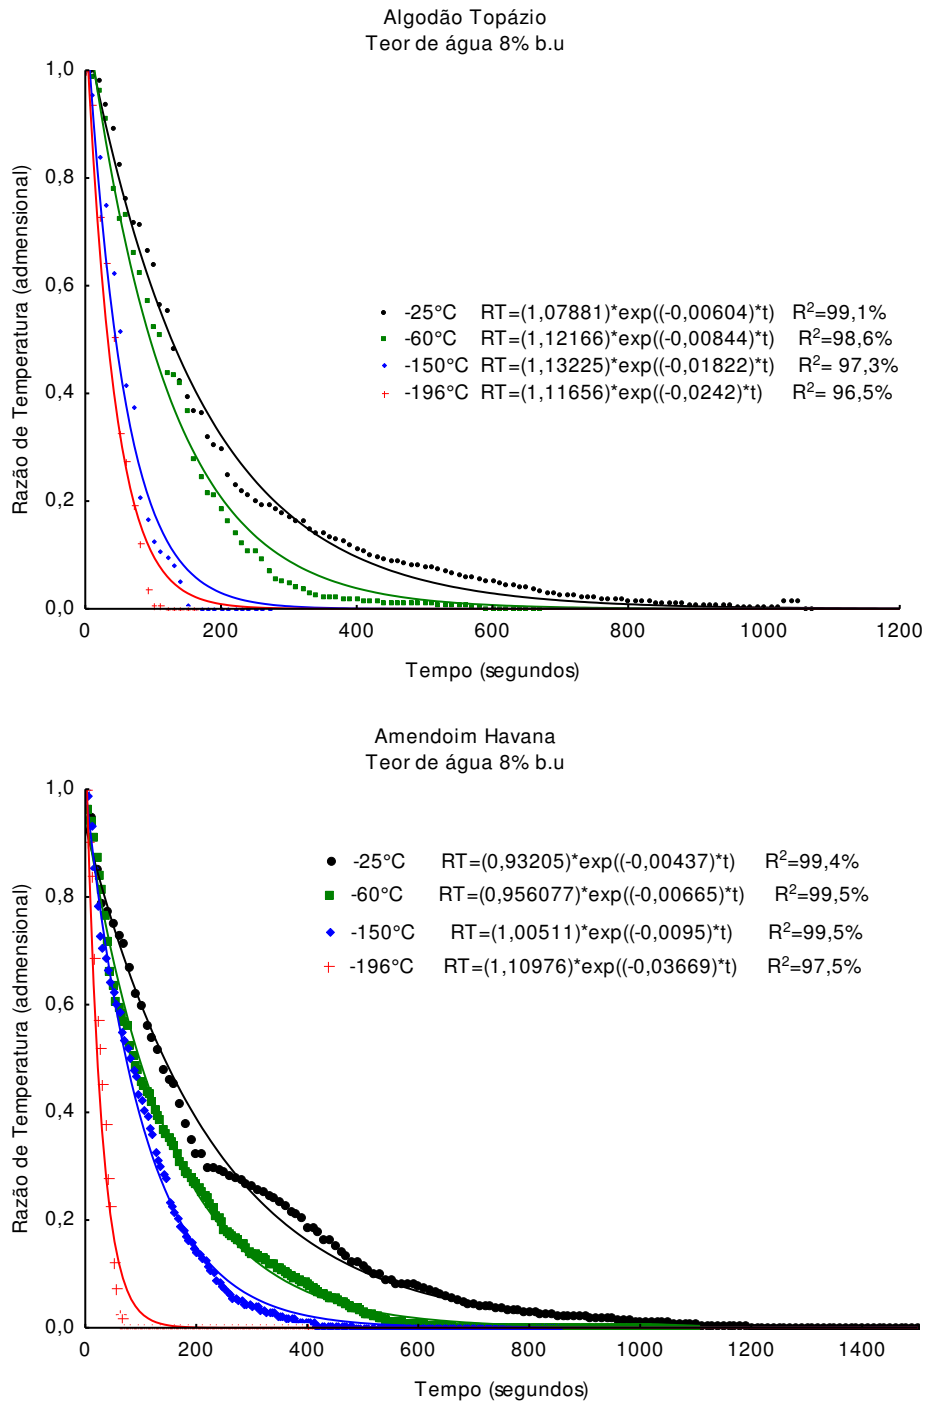 Algodão Topázio
Teor de água 8% b.u
1,0
0,8
0,6
0,4
0,2
0,0
Razão de Temperatura (admensional)
-25°C RT=(1,07881)*exp((-0,00604)*t) R²=99,1%
-60°C RT=(1,12166)*exp((-0,00844)*t) R²=98,6%
-150°C RT=(1,13225)*exp((-0,01822)*t) R²= 97,3%
-196°C RT=(1,11656)*exp((-0,0242)*t) R²= 96,5%
0 200 400 600 800 1000 1200
Tempo (segundos)
Amendoim Havana
Teor de água 8% b.u
1,0
0,8
0,6
0,4
0,2
0,0
Razão de Temperatura (admensional)
-25°C RT=(0,93205)*exp((-0,00437)*t) R²=99,4%
-60°C RT=(0,956077)*exp((-0,00665)*t) R²=99,5%
-150°C RT=(1,00511)*exp((-0,0095)*t) R²=99,5%
-196°C RT=(1,10976)*exp((-0,03669)*t) R²=97,5%
0 200 400 600 800 1000 1200 1400
Tempo (segundos)